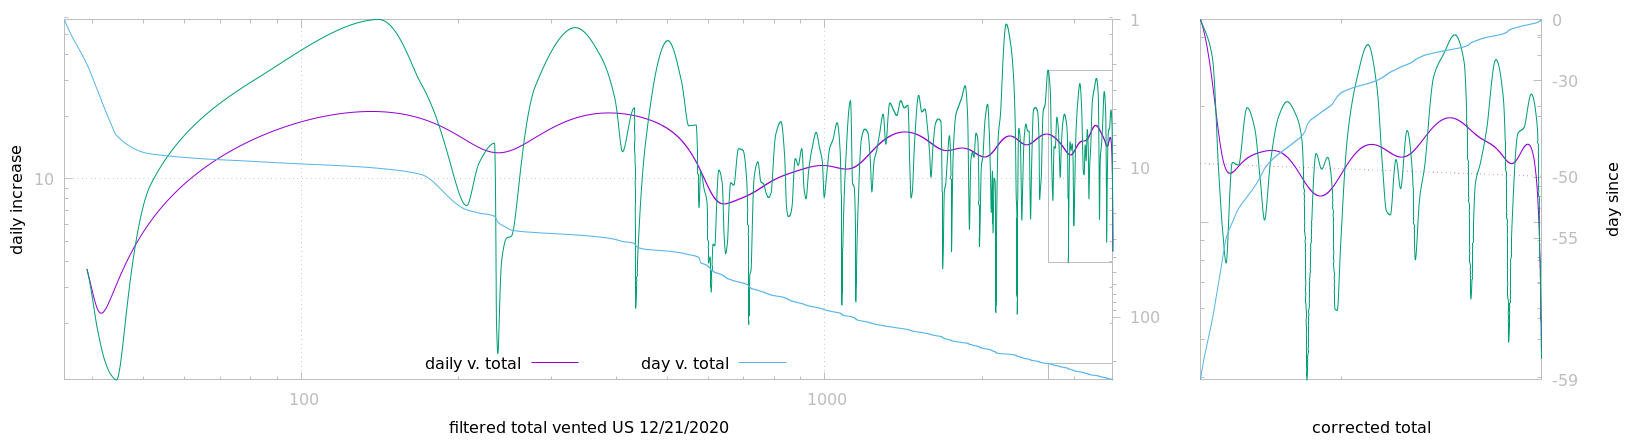 1
0
-30
10
10
-50
daily increase
day since
-55
100
daily v. total
day v. total
-59
100
1000
filtered total vented US 12/21/2020
corrected total